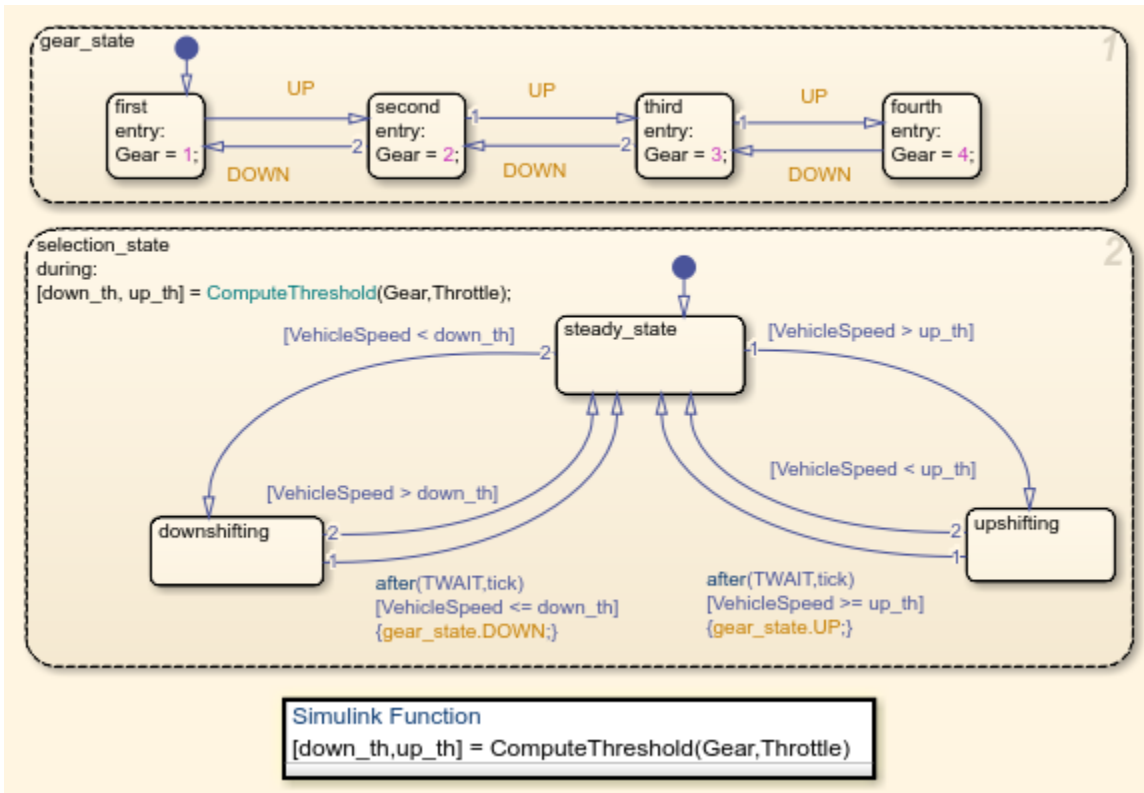 gear_state
1
UP
UP
UP
first
entry:
Gear = 1;
second
entry:
Gear = 2;
1
2
third
entry:
Gear = 3;
1
2
fourth
entry:
Gear = 4;
DOWN
DOWN
DOWN
selection_state
during:
[down_th, up_th] = ComputeThreshold(Gear,Throttle);
2
[VehicleSpeed < down_th]
2
steady_state
1
[VehicleSpeed > up_th]
[VehicleSpeed > down_th]
[VehicleSpeed < up_th]
downshifting
2
1
upshifting
2
1
after(TWAIT,tick)
[VehicleSpeed <= down_th]
{gear_state.DOWN;}
after(TWAIT,tick)
[VehicleSpeed >= up_th]
{gear_state.UP;}
Simulink Function
[down_th,up_th] = ComputeThreshold(Gear,Throttle)